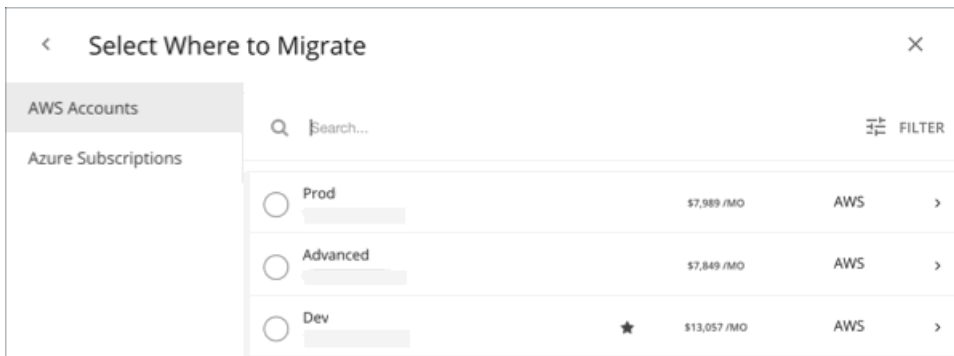 Select Where to Migrate
AWS Accounts
Azure Subscriptions
Search...
FILTER
Prod
$7,989 /MO
AWS
Advanced
$7,849 /MO
AWS
Dev
$13,057 /MO
AWS